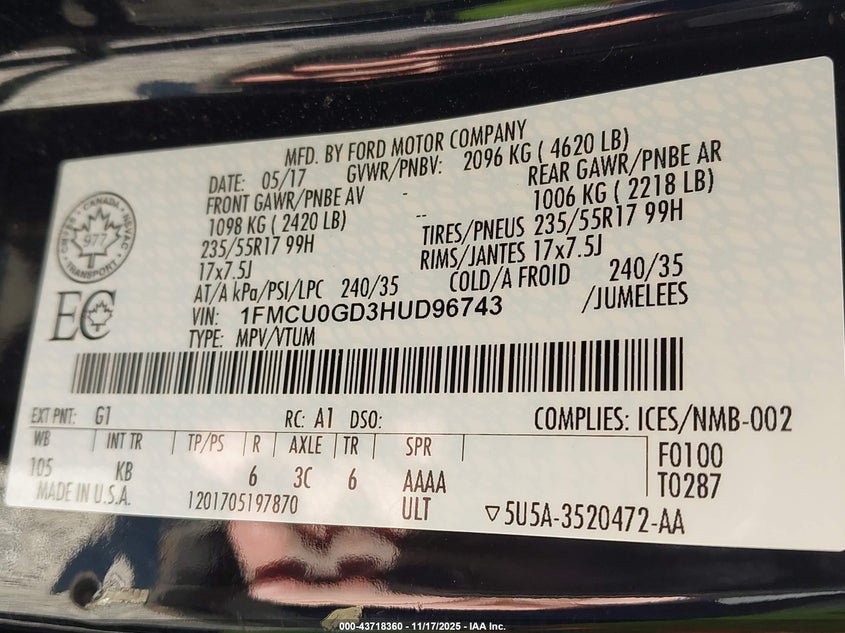 MFD. BY FORD MOTOR COMPANY
DATE: 05/17 GVWR/PNBV: 2096 KG ( 4620 LB)
FRONT GAWR/PNBE AV - REAR GAWR/PNBE AR
1098 KG ( 2420 LB) -- 1006 KG ( 2218 LB)
235/55R17 99H TIRES/PNEUS 235/55R17 99H
17x7.5J RIMS/JANTES 17x7.5J
AT/A kPa/PSI/LPC 240/35 COLD/A FROID 240/35
VIN: 1FMCU0GD3HUD96743 /JUMELEES
TYPE: MPV/VTUM
CANADA
977
TRANSPORT
EC
EXT PNT: G1 RC: A1 DSO: COMPLIES: ICES/NMB-002
WB | INT TR | TP/PS | R | AXLE | TR | SPR | F0100
105 KB 6 3C 6 AAAA T0287
MADE IN U.S.A. 1201705197870 ULT ▽5U5A-3520472-AA
000-43718360 - 11/17/2025 - IAA Inc.